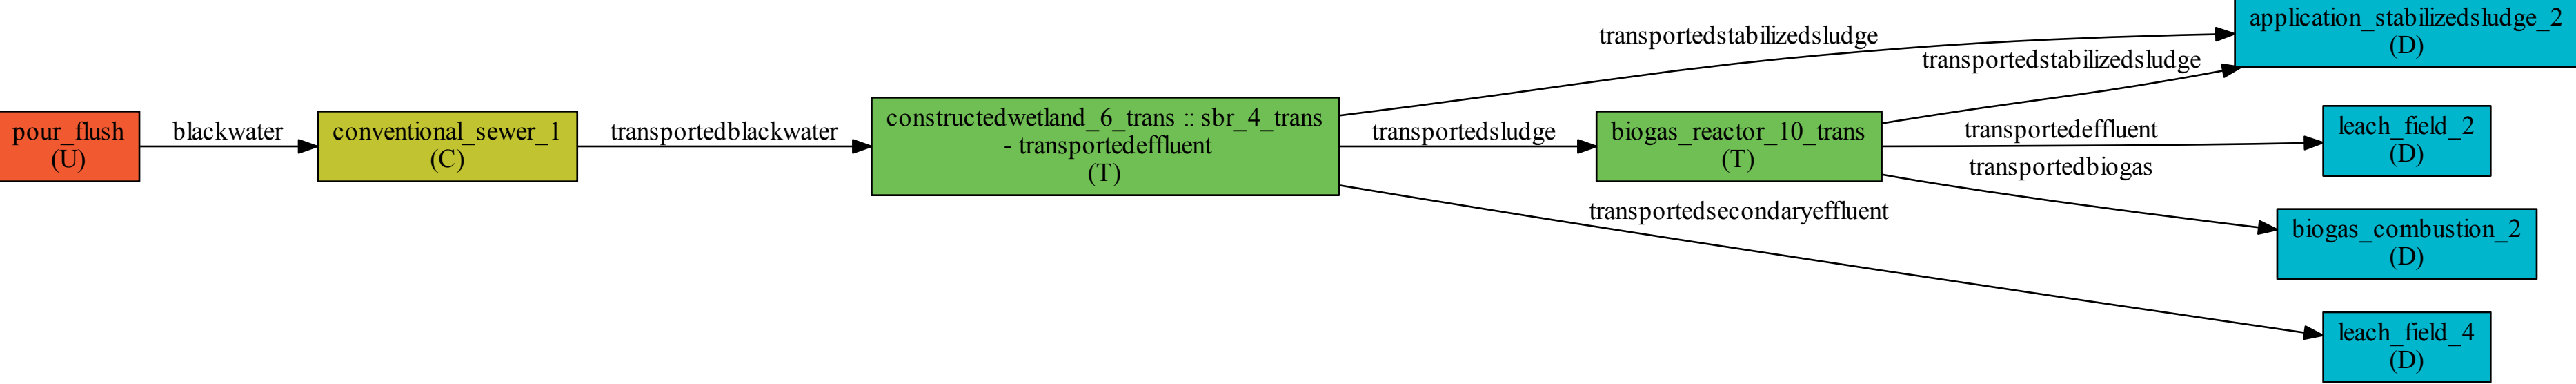 pour_flush
(U)
blackwater
conventional_sewer_1
(C)
transportedblackwater
constructedwetland_6_trans :: sbr_4_trans
- transportedeffluent
(T)
transportedstabilizedsludge
transportedsludge
transportedsecondaryeffluent
biogas_reactor_10_trans
(T)
transportedstabilizedsludge
transportedeffluent
transportedbiogas
application_stabilizedsludge_2
(D)
leach_field_2
(D)
biogas_combustion_2
(D)
leach_field_4
(D)